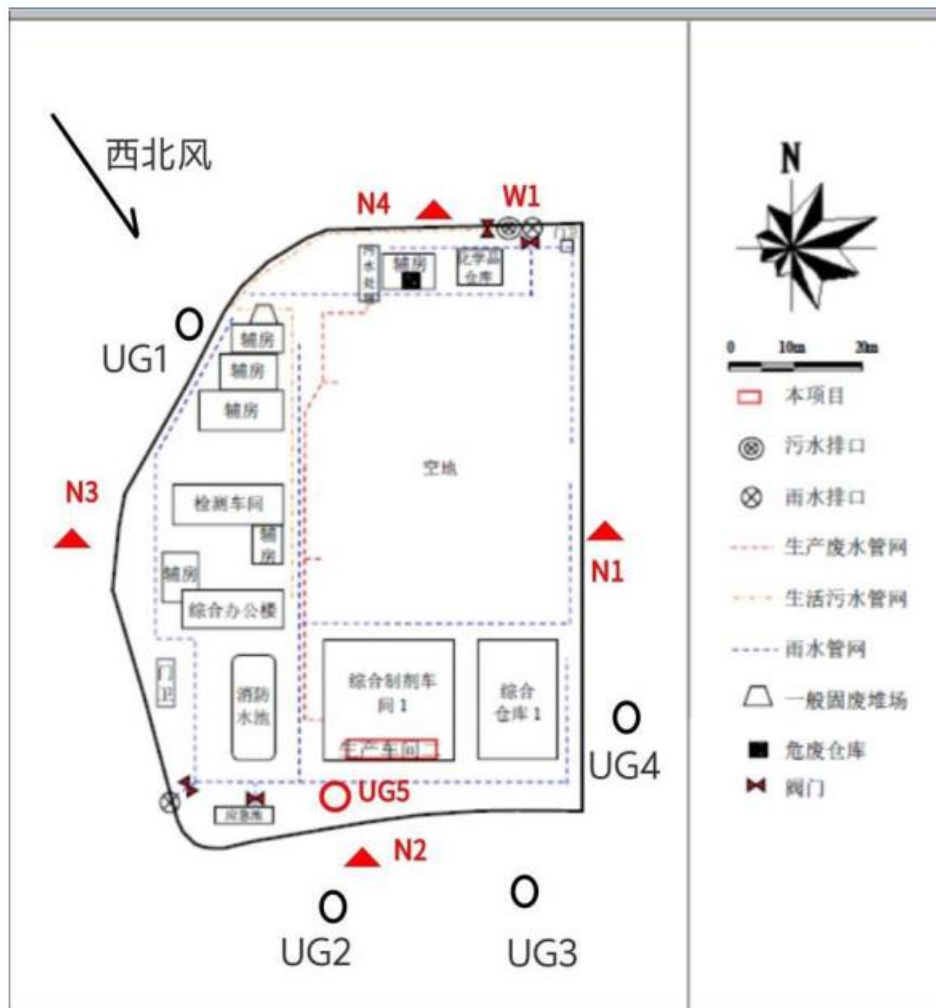 西北风
N4
W1
污水处理
辅房
化学品
仓库
UG1
辅房
辅房
辅房
N3
检测车间
空地
辅
房
N1
辅房
综合办公楼
门卫
消防
水池
综合制剂车
间1
综合
仓库1
生产车间二
UG4
UG5
应急池
N2
UG2
UG3
N
0
10m
20m
本项目
污水排口
雨水排口
生产废水管网
生活污水管网
雨水管网
一般固废堆场
危废仓库
阀门